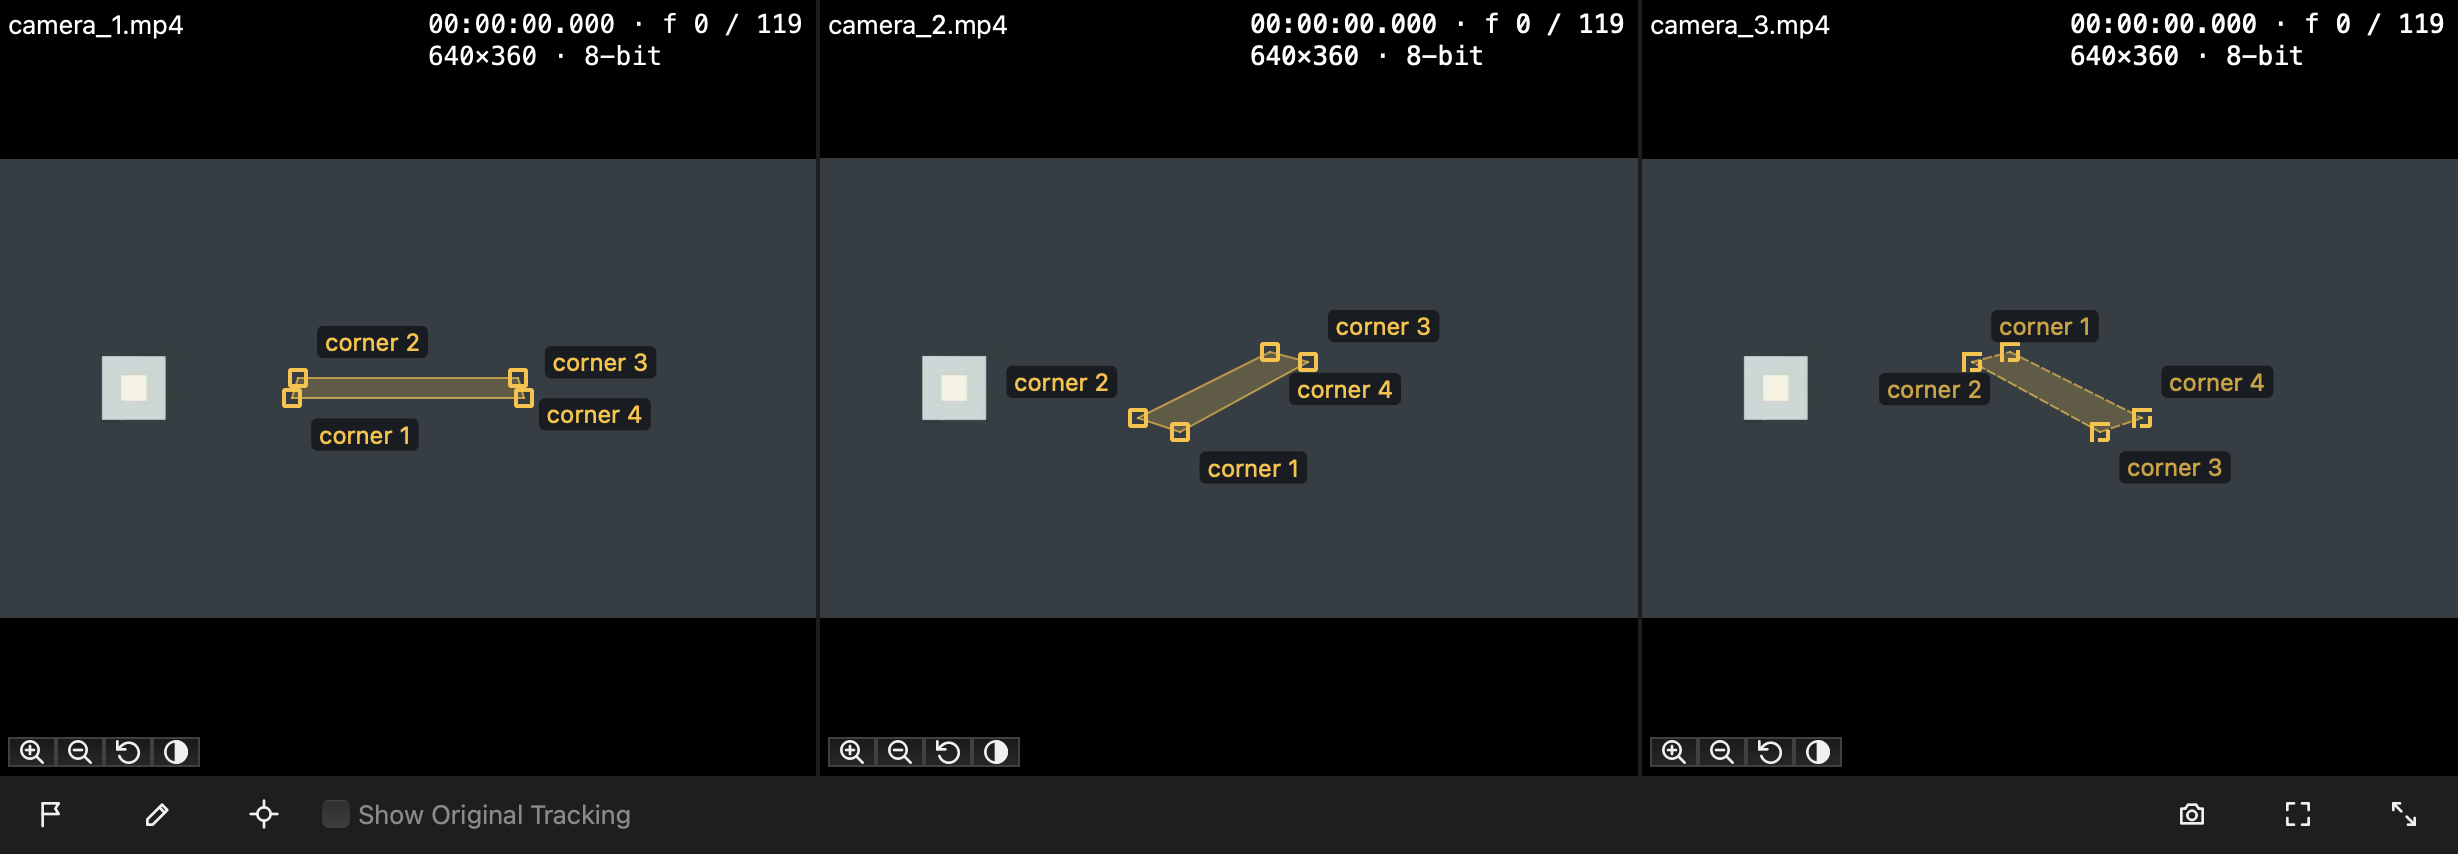 camera_1.mp4
00:00:00.000 · f 0 / 119
640×360 · 8-bit
corner 2
corner 3
corner 1
corner 4
camera_2.mp4
00:00:00.000 · f 0 / 119
640×360 · 8-bit
corner 3
corner 2
corner 4
corner 1
camera_3.mp4
00:00:00.000 · f 0 / 119
640×360 · 8-bit
corner 1
corner 2
corner 4
corner 3
Show Original Tracking